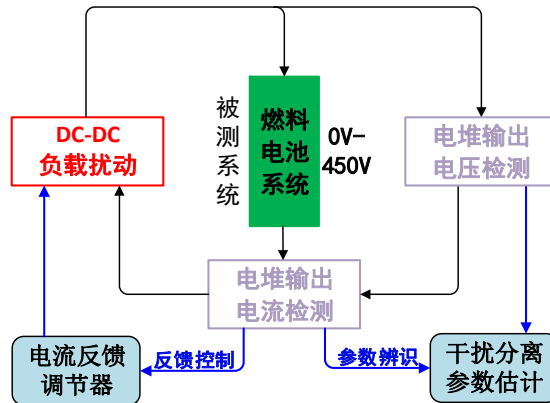 DC-DC
负载扰动
被测系统
燃料
电池
系统
0V-
450V
电堆输出
电压检测
电堆输出
电流检测
电流反馈
调节器
反馈控制
参数辨识
干扰分离
参数估计